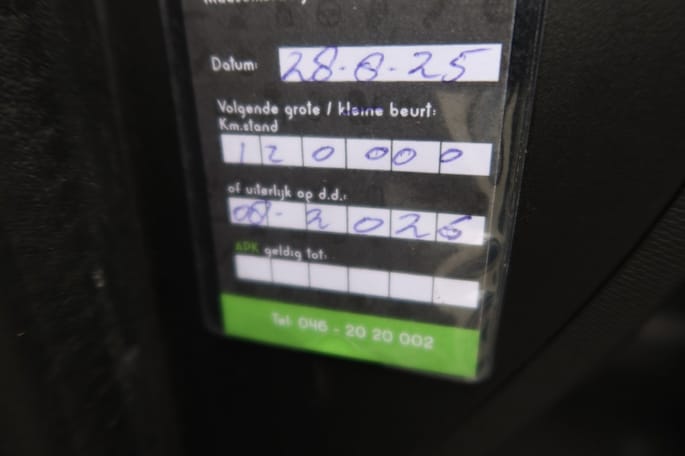 Datum: 28-8-25
Volgende grote / kleine beurt:
Km.stand
120000
of uiterlijk op d.d.:
08-2026
APK geldig tot:
Tel: 046 - 20 20 002